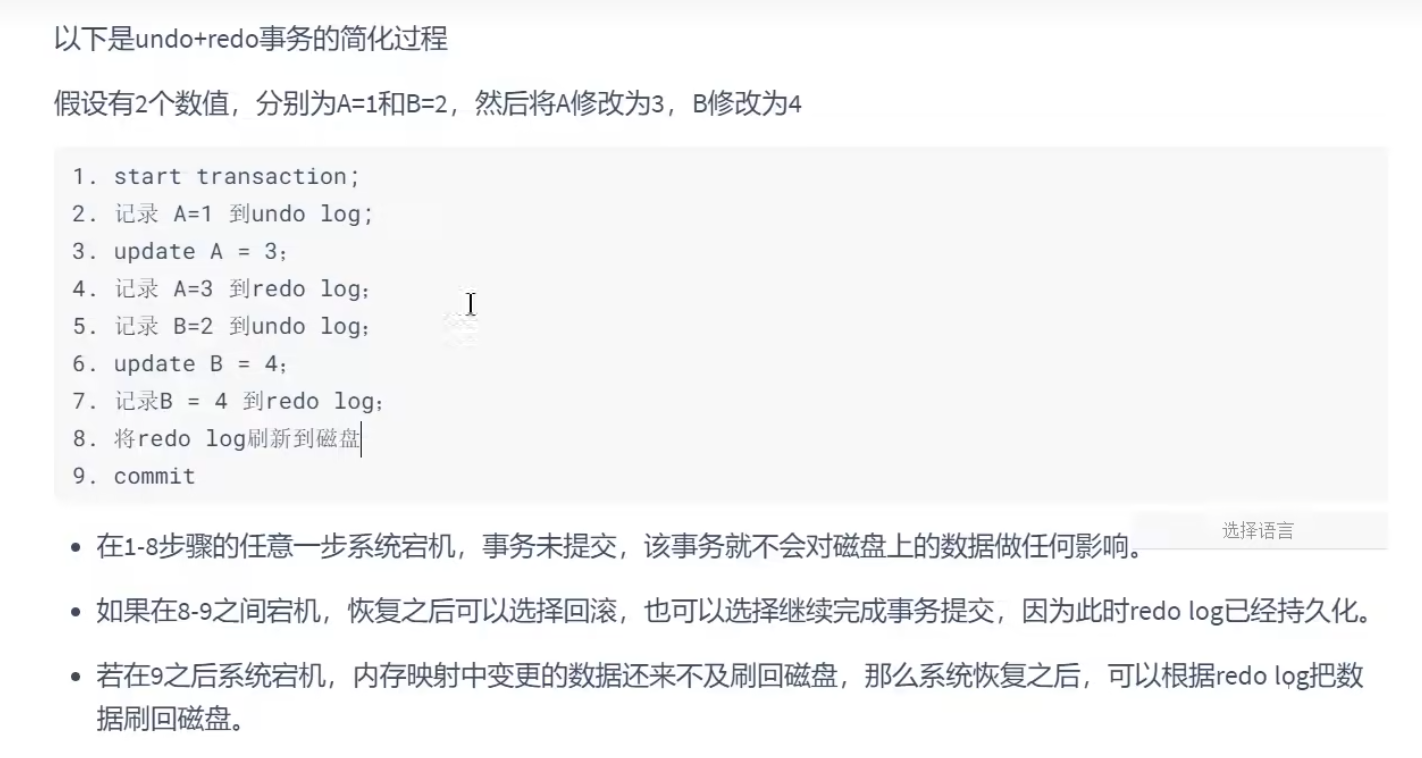 以下是undo+redo事务的简化过程
假设有2个数值，分别为A=1和B=2，然后将A修改为3，B修改为4
1. start transaction;
2. 记录 A=1 到undo log;
3. update A = 3；
4. 记录 A=3 到redo log；
5. 记录 B=2 到undo log；
6. update B = 4；
7. 记录B = 4 到redo log；
8. 将redo log刷新到磁盘
9. commit
选择语言
• 在1-8步骤的任意一步系统宕机，事务未提交，该事务就不会对磁盘上的数据做任何影响。
• 如果在8-9之间宕机，恢复之后可以选择回滚，也可以选择继续完成事务提交，因为此时redo log已经持久化。
• 若在9之后系统宕机，内存映射中变更的数据还来不及刷回磁盘，那么系统恢复之后，可以根据redo log把数
据刷回磁盘。